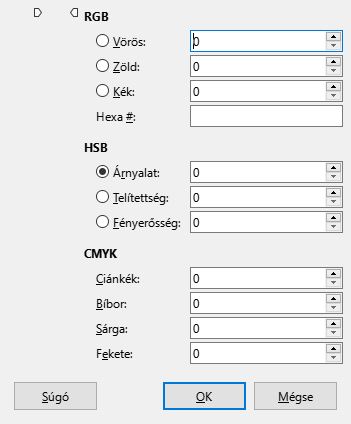 RGB
Vörös: 0
Zöld: 0
Kék: 0
Hexa #:
HSB
Árnyalat: 0
Telítettség: 0
Fényerősség: 0
CMYK
Ciánkék: 0
Bíbor: 0
Sárga: 0
Fekete: 0
Súgó OK Mégse